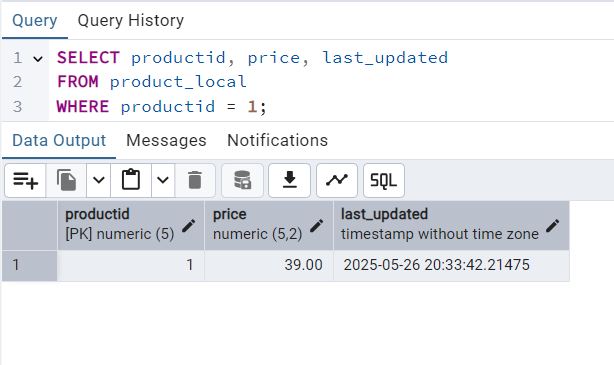 Query Query History
1 SELECT productid, price, last_updated
2 FROM product_local
3 WHERE productid = 1;
Data Output Messages Notifications
SQL
productid price last_updated
[PK] numeric (5) numeric (5,2) timestamp without time zone
1 1 39.00 2025-05-26 20:33:42.21475